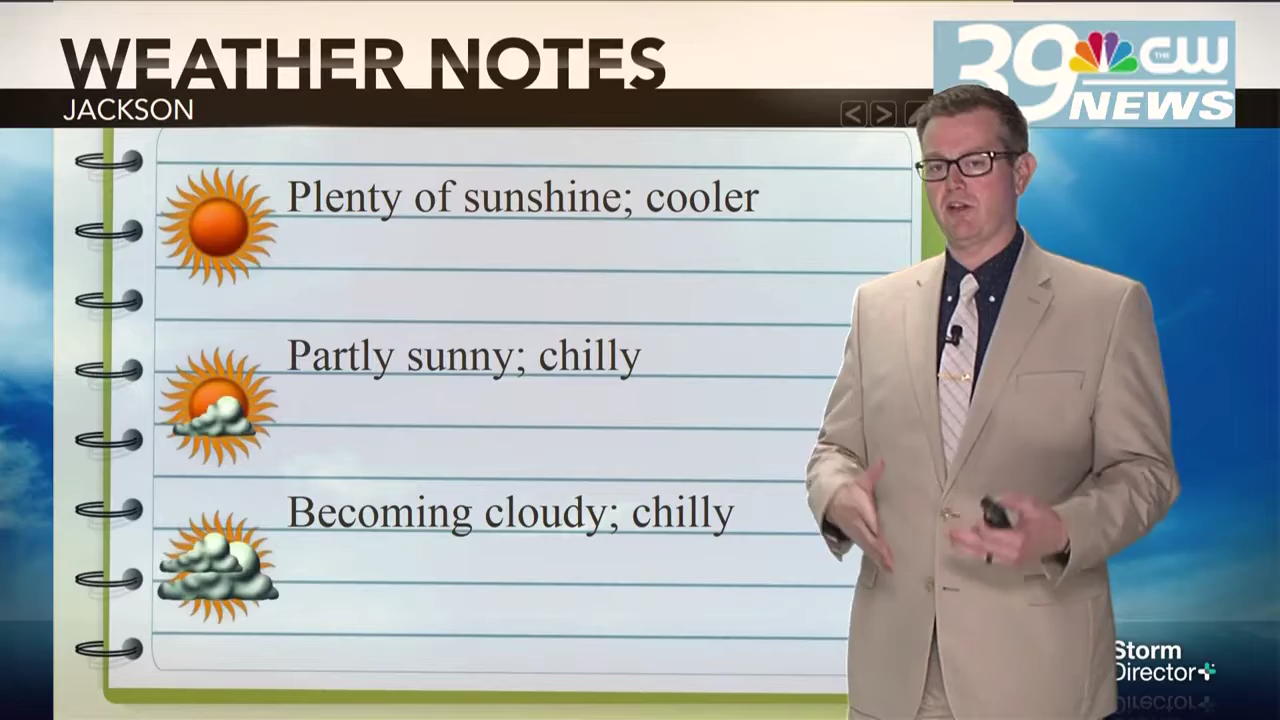 WEATHER NOTES
JACKSON
39
THE CW
NEWS
Plenty of sunshine; cooler
Partly sunny; chilly
Becoming cloudy; chilly
Storm
Director+